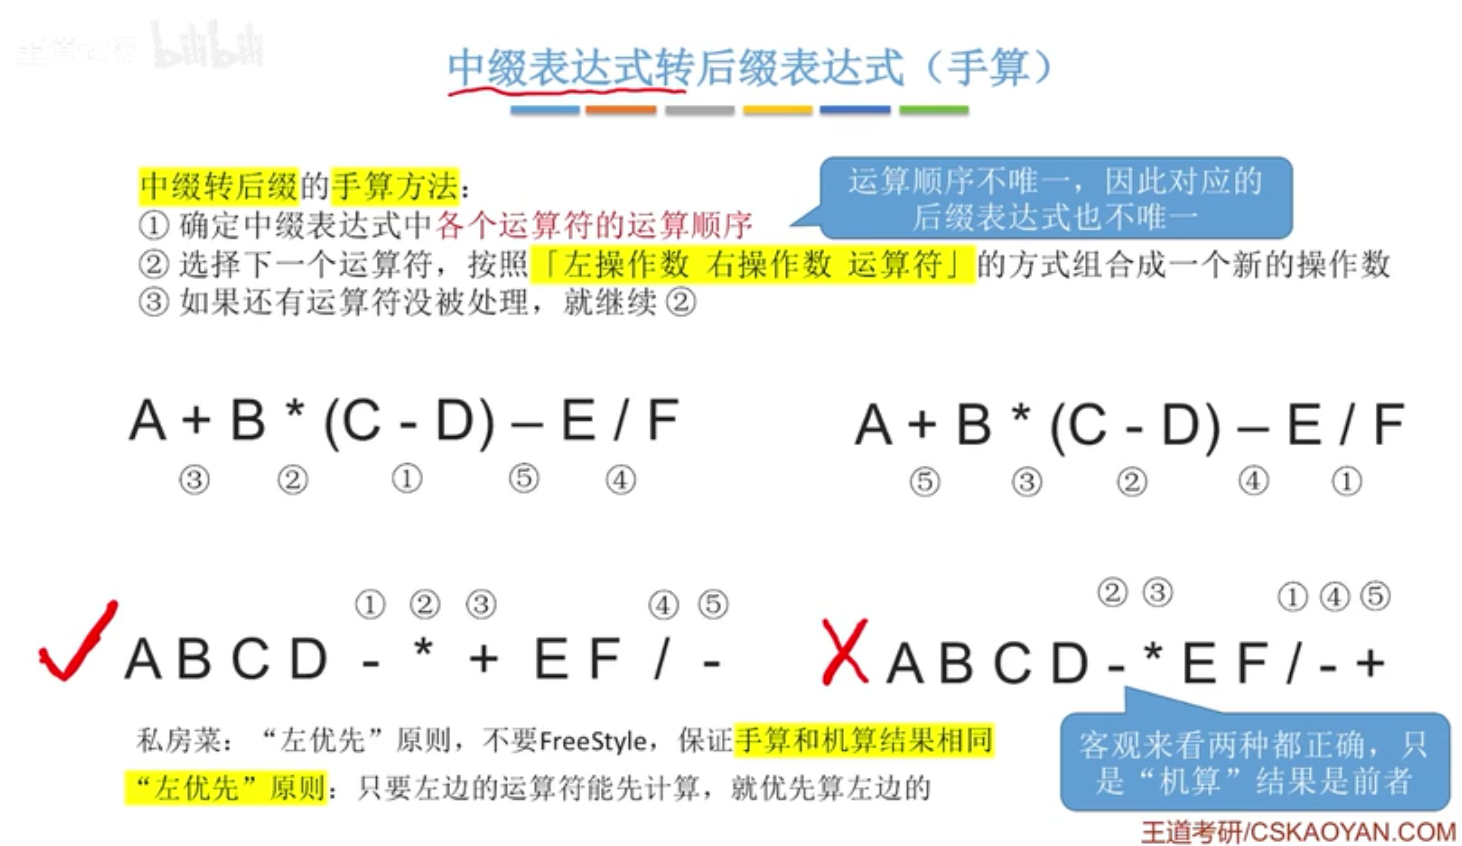 王道论坛 bilibili
中缀表达式转后缀表达式（手算）
中缀转后缀的手算方法：
① 确定中缀表达式中各个运算符的运算顺序
运算顺序不唯一，因此对应的
后缀表达式也不唯一
② 选择下一个运算符，按照「左操作数 右操作数 运算符」的方式组合成一个新的操作数
③ 如果还有运算符没被处理，就继续 ②
A + B * (C - D) – E / F
③ ② ① ⑤ ④
A + B * (C - D) – E / F
⑤ ③ ② ④ ①
① ② ③ ④ ⑤
A B C D - * + E F / -
② ③ ① ④ ⑤
A B C D - * E F / - +
私房菜：“左优先”原则，不要FreeStyle，保证手算和机算结果相同
“左优先”原则：只要左边的运算符能先计算，就优先算左边的
客观来看两种都正确，只
是“机算”结果是前者
王道考研/CSKAOYAN.COM